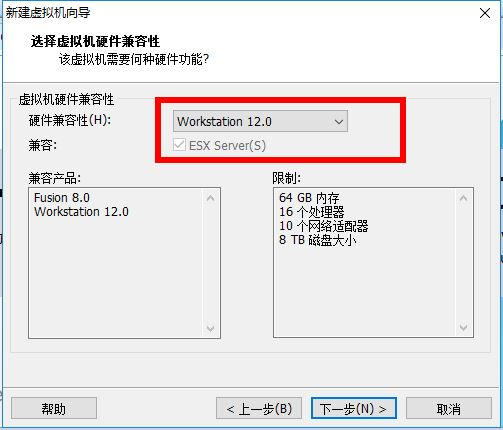 新建虚拟机向导
选择虚拟机硬件兼容性
该虚拟机需要何种硬件功能?
虚拟机硬件兼容性
硬件兼容性(H): Workstation 12.0
兼容: ESX Server(S)
兼容产品:
Fusion 8.0
Workstation 12.0
限制:
64 GB 内存
16 个处理器
10 个网络适配器
8 TB 磁盘大小
帮助 < 上一步(B) 下一步(N) > 取消